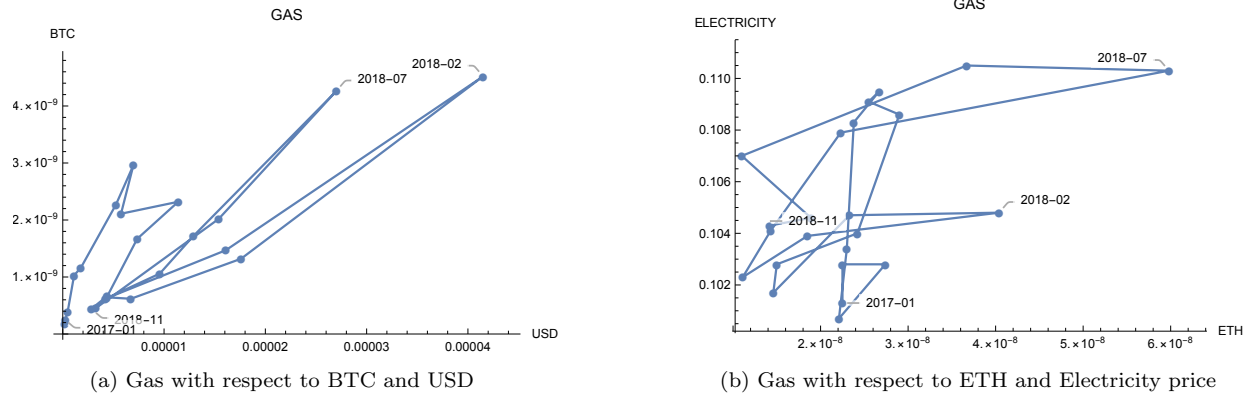 GAS
BTC
2018-02
2018-07
4.×10⁻⁹
3.×10⁻⁹
2.×10⁻⁹
1.×10⁻⁹
2018-11
2017-01
USD
0.00001 0.00002 0.00003 0.00004
(a) Gas with respect to BTC and USD
GAS
ELECTRICITY
2018-07
0.110
0.108
0.106
2018-02
2018-11
0.104
0.102
2017-01
ETH
2.×10⁻⁸ 3.×10⁻⁸ 4.×10⁻⁸ 5.×10⁻⁸ 6.×10⁻⁸
(b) Gas with respect to ETH and Electricity price